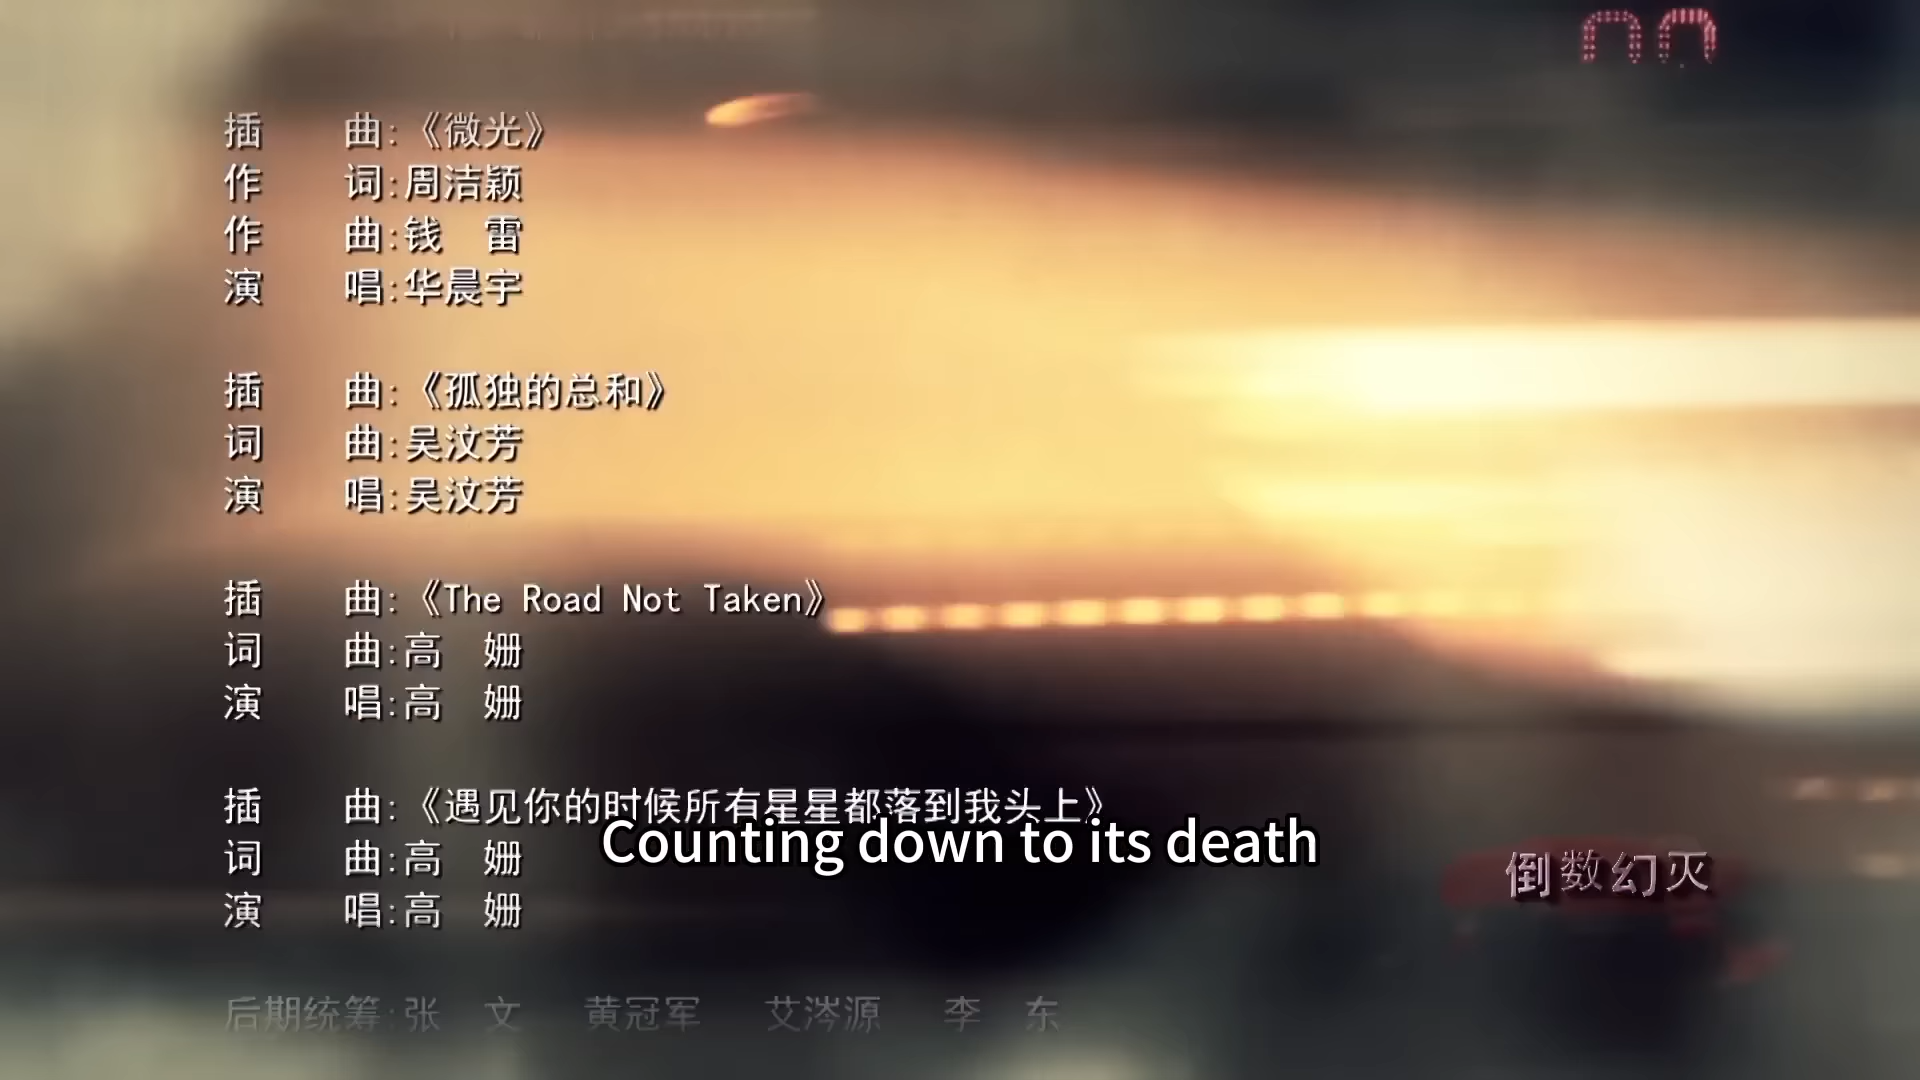 插 曲:《微光》
作 词:周洁颖
作 曲:钱 雷
演 唱:华晨宇
插 曲:《孤独的总和》
词 曲:吴汶芳
演 唱:吴汶芳
插 曲:《The Road Not Taken》
词 曲:高 姗
演 唱:高 姗
插 曲:《遇见你的时候所有星星都落到我头上》
Counting down to its death
词 曲:高 姗
倒数幻灭
演 唱:高 姗
后期统筹:张 文 黄冠军 艾涔源 李 东